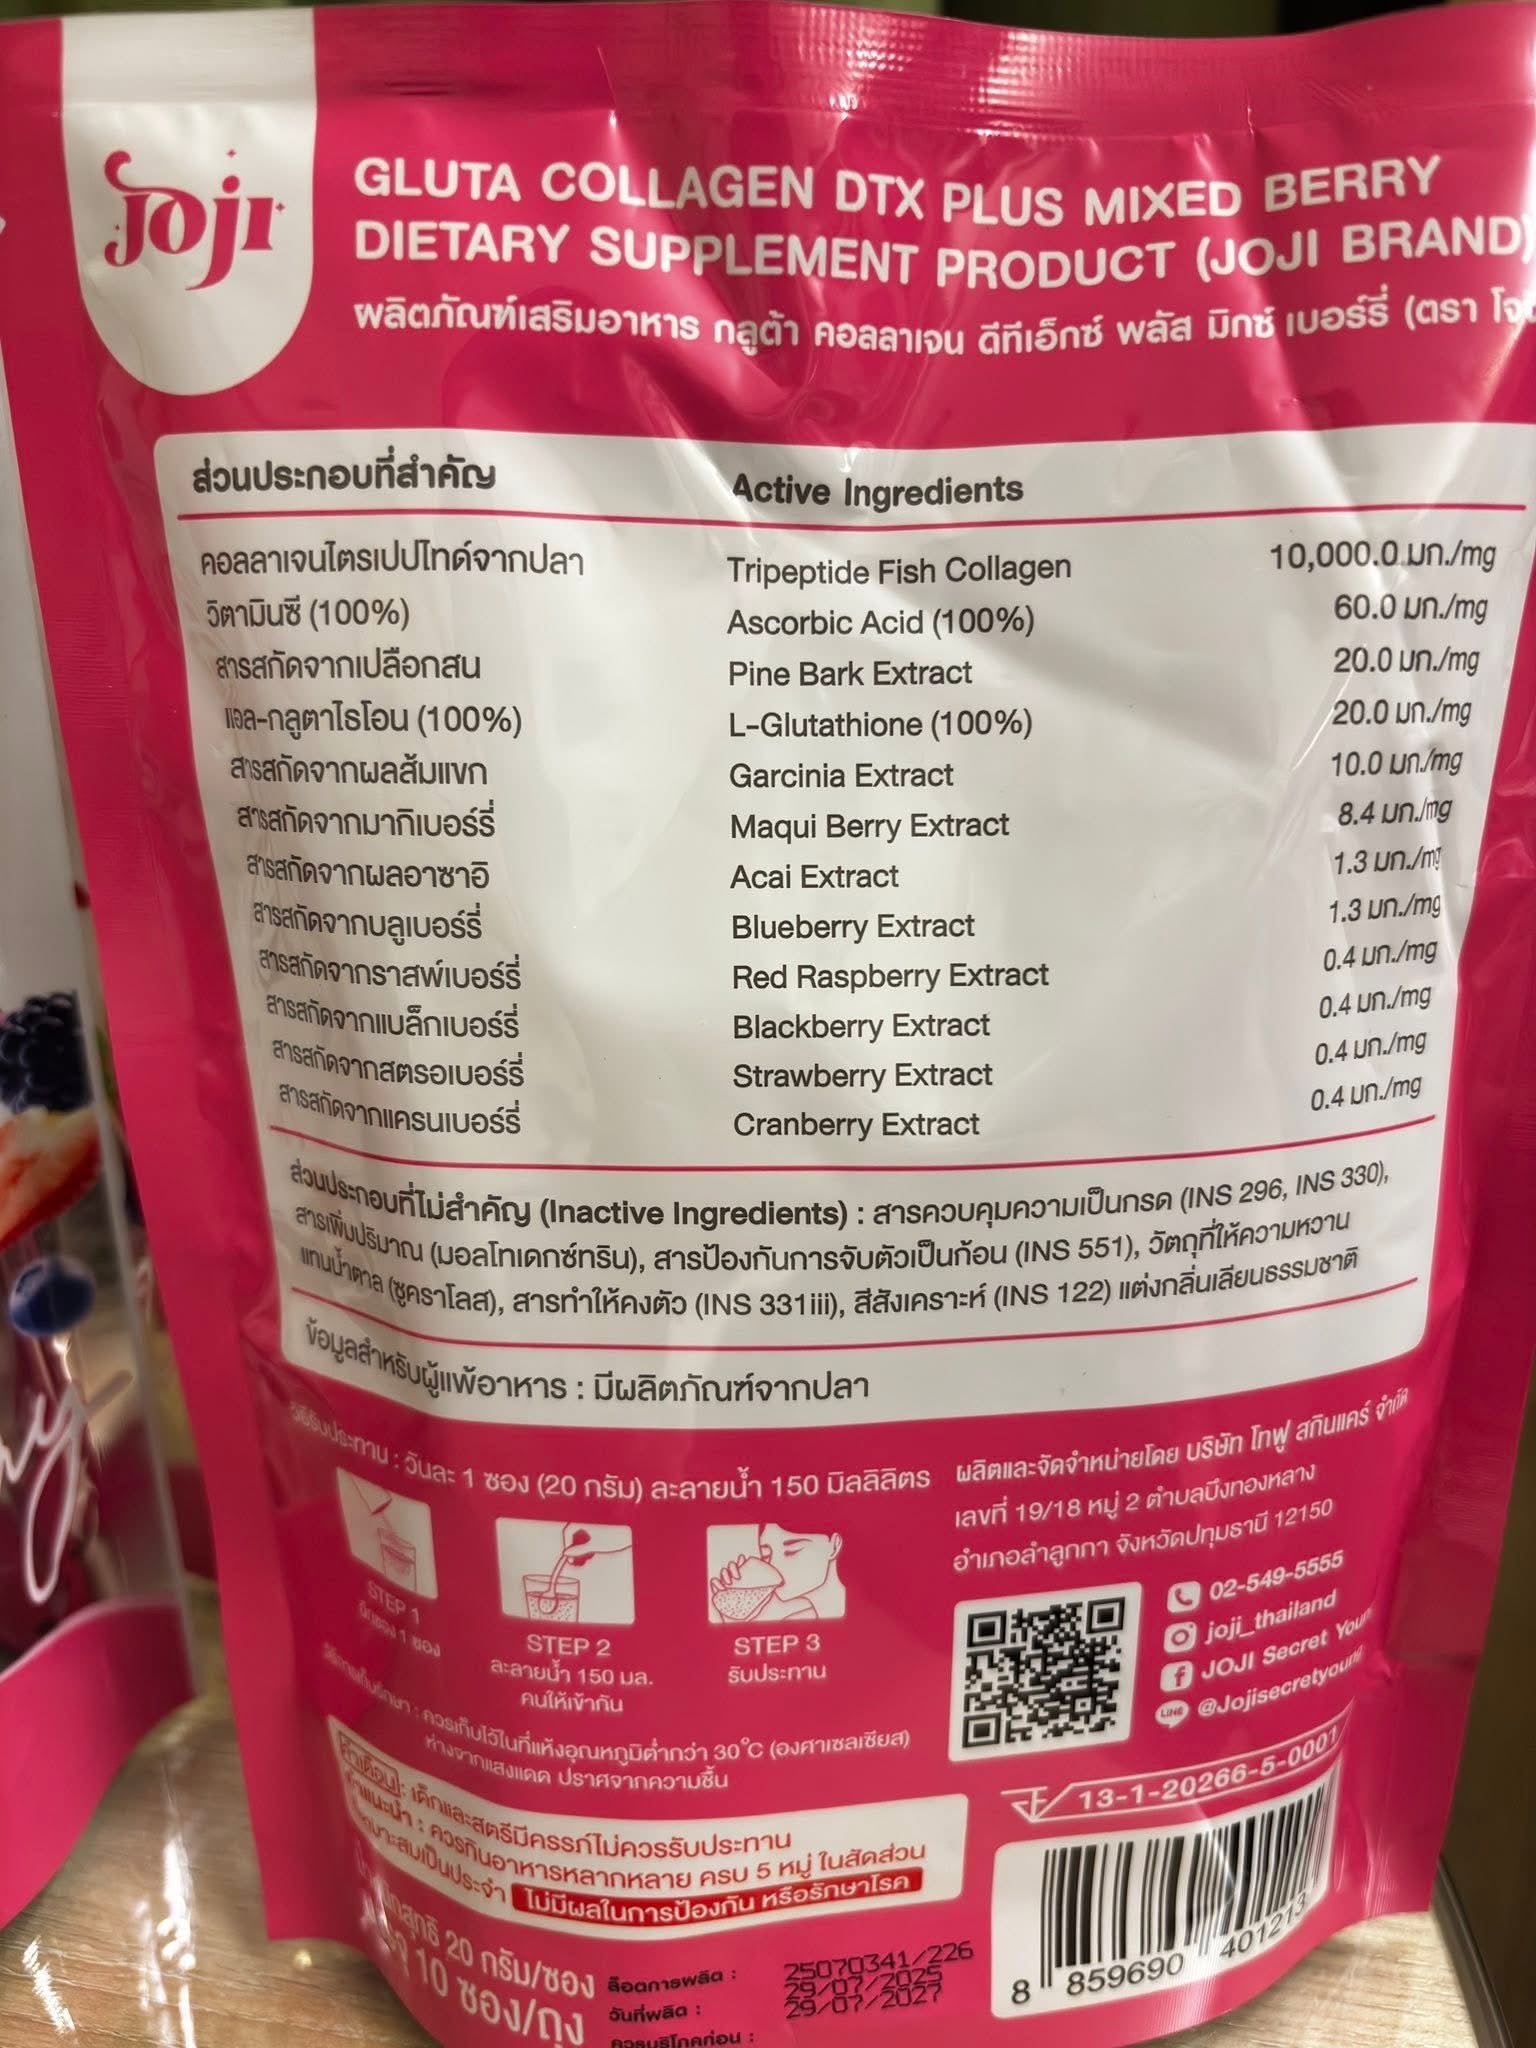 Joji
GLUTA COLLAGEN DTX PLUS MIXED BERRY
DIETARY SUPPLEMENT PRODUCT (JOJI BRAND)
ผลิตภัณฑ์เสริมอาหาร กลูต้า คอลลาเจน ดีทีเอ็กซ์ พลัส มิกซ์ เบอร์รี่ (ตรา
ส่วนประกอบที่สำคัญ Active Ingredients
คอลลาเจนไตรเปปไทด์จากปลา Tripeptide Fish Collagen 10,000.0 มก./mg
วิตามินซี (100%) Ascorbic Acid (100%) 60.0 มก./mg
สารสกัดจากเปลือกสน Pine Bark Extract 20.0 มก./mg
แอล-กลูตาไธโอน (100%) L-Glutathione (100%) 20.0 มก./mg
สารสกัดจากผลส้มแขก Garcinia Extract 10.0 มก./mg
สารสกัดจากมากิเบอร์รี่ Maqui Berry Extract 8.4 มก./mg
สารสกัดจากผลอาซาอิ Acai Extract 1.3 มก./mg
สารสกัดจากบลูเบอร์รี่ Blueberry Extract 1.3 มก./mg
สารสกัดจากราสพ์เบอร์รี่ Red Raspberry Extract 0.4 มก./mg
สารสกัดจากแบล็กเบอร์รี่ Blackberry Extract 0.4 มก./mg
สารสกัดจากสตรอเบอร์รี่ Strawberry Extract 0.4 มก./mg
สารสกัดจากแครนเบอร์รี่ Cranberry Extract 0.4 มก./mg
ส่วนประกอบที่ไม่สำคัญ (Inactive Ingredients) : สารควบคุมความเป็นกรด (INS 296, INS 330),
สารเพิ่มปริมาณ (มอลโทเดกซ์ทริน), สารป้องกันการจับตัวเป็นก้อน (INS 551), วัตถุที่ให้ความหวาน
แทนน้ำตาล (ซูคราโลส), สารทำให้คงตัว (INS 331iii), สีสังเคราะห์ (INS 122) แต่งกลิ่นเลียนธรรมชาติ
ข้อมูลสำหรับผู้แพ้อาหาร : มีผลิตภัณฑ์จากปลา
วิธีรับประทาน : วันละ 1 ซอง (20 กรัม) ละลายน้ำ 150 มิลลิลิตร
STEP 1
ฉีกซอง 1 ซอง
STEP 2
ละลายน้ำ 150 มล.
คนให้เข้ากัน
STEP 3
รับประทาน
วิธีการเก็บรักษา : ควรเก็บไว้ในที่แห้งอุณหภูมิต่ำกว่า 30°C (องศาเซลเซียส)
ห่างจากแสงแดด ปราศจากความชื้น
คำเตือน : เด็กและสตรีมีครรภ์ไม่ควรรับประทาน
คำแนะนำ : ควรกินอาหารหลากหลาย ครบ 5 หมู่ ในสัดส่วน
ที่เหมาะสมเป็นประจำ ไม่มีผลในการป้องกัน หรือรักษาโรค
20 กรัม/ซอง
10 ซอง/ถุง
ล็อตการผลิต : 25070341/226
วันที่ผลิต : 29/07/2025
ควรบริโภคก่อน : 29/07/2027
ผลิตและจัดจำหน่ายโดย บริษัท โทฟู สกินแคร์ จำกัด
เลขที่ 19/18 หมู่ 2 ตำบลบึงทองหลาง
อำเภอลำลูกกา จังหวัดปทุมธานี 12150
02-549-5555
joji_thailand
JOJI Secret Young
LINE @Jojisecretyoung
13-1-20266-5-0001
8 859690 401213